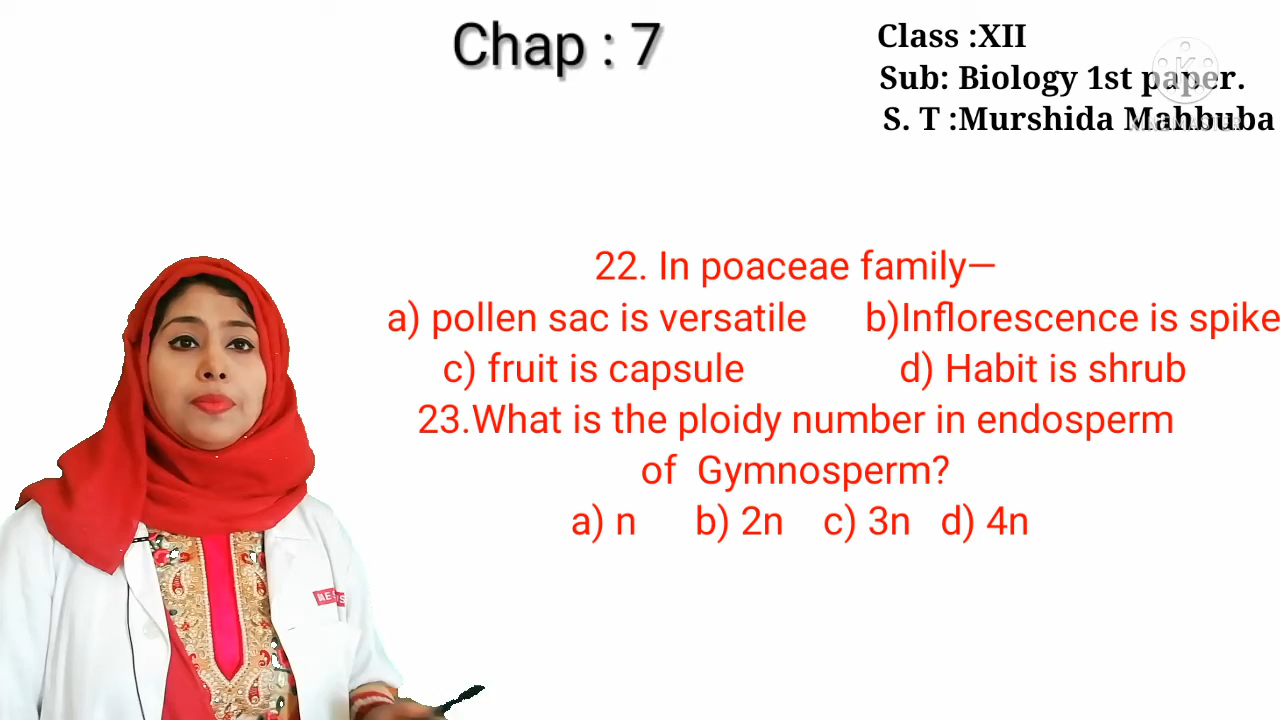 Chap : 7
Class :XII
Sub: Biology 1st paper.
S. T :Murshida Mahbuba
KINEMASTER
22. In poaceae family—
a) pollen sac is versatile b)Inflorescence is spike
c) fruit is capsule d) Habit is shrub
23.What is the ploidy number in endosperm
of Gymnosperm?
a) n b) 2n c) 3n d) 4n